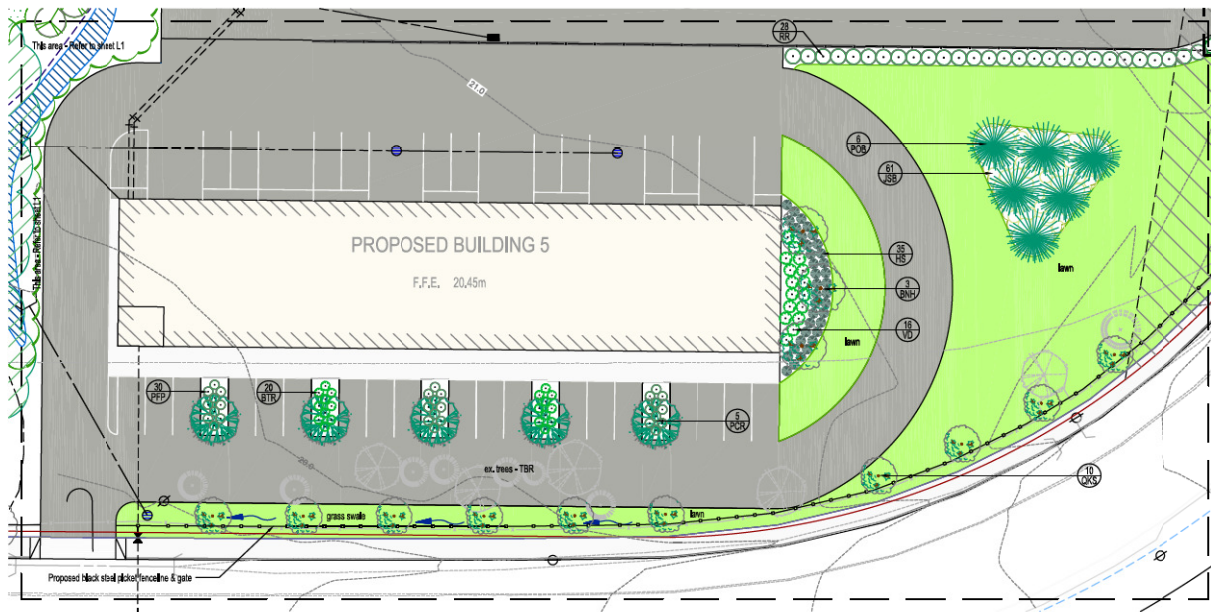 28
RR
This area - Refer to sheet L1
21.0
6
POB
61
JSB
This area - Refer to sheet L1
PROPOSED BUILDING 5
35
HS
lawn
F.F.E. 20.45m
3
BNH
16
VD
lawn
30
PFP
20
BTR
5
PCR
ex. trees - TBR
10
QKS
grass swale
lawn
Proposed black steel picket fenceline & gate